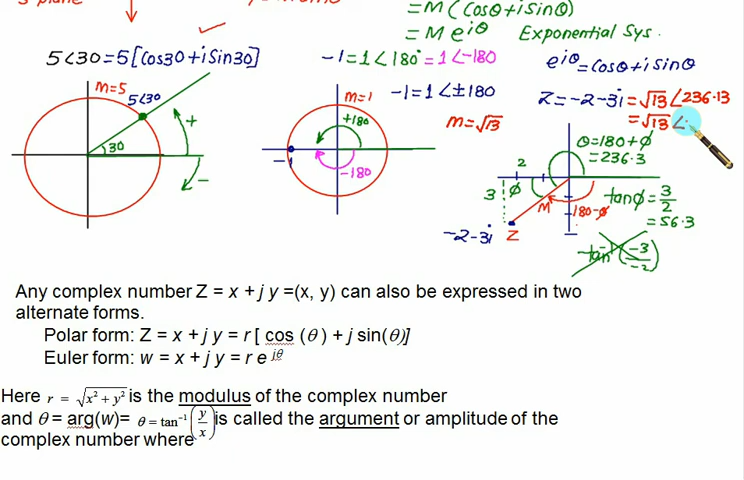 =M(Cosθ+iSinθ)
=Me^iθ Exponential Sys.
5<30=5[Cos30+iSin30]
-1=1<180°=1<-180
e^iθ=Cosθ+iSinθ
m=5
5<30
30
+
-
m=1
+180
-180
-1
-1=1<±180
m=√13
Z=-2-3i=√13∠236.13
=√13∠
θ=180+ϕ
=236.3
2
3
ϕ
M
180-ϕ
tanϕ=3/2
=56.3
-2-3i
Z
tan⁻¹(-3/-2)
Any complex number Z = x + j y =(x, y) can also be expressed in two
alternate forms.
Polar form: Z = x + j y = r [ cos (θ) + j sin(θ)]
Euler form: w = x + j y = r e^jθ
Here r = √x²+y² is the modulus of the complex number
and θ = arg(w)= θ = tan⁻¹(y/x) is called the argument or amplitude of the
complex number where